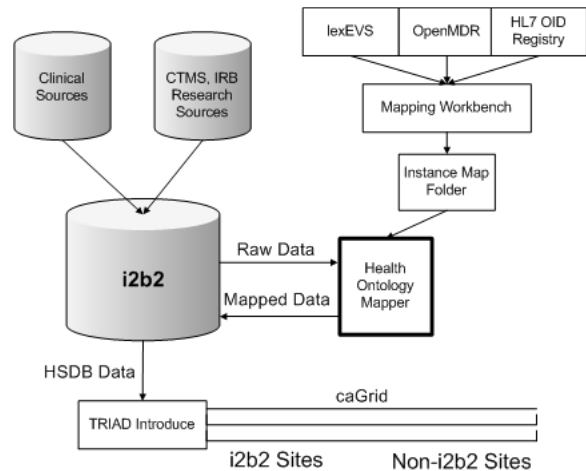 lexEVS
OpenMDR
HL7 OID
Registry
Clinical
Sources
CTMS, IRB
Research
Sources
Mapping Workbench
Instance Map
Folder
i2b2
Raw Data
Mapped Data
Health
Ontology
Mapper
HSDB Data
TRIAD Introduce
caGrid
i2b2 Sites
Non-i2b2 Sites